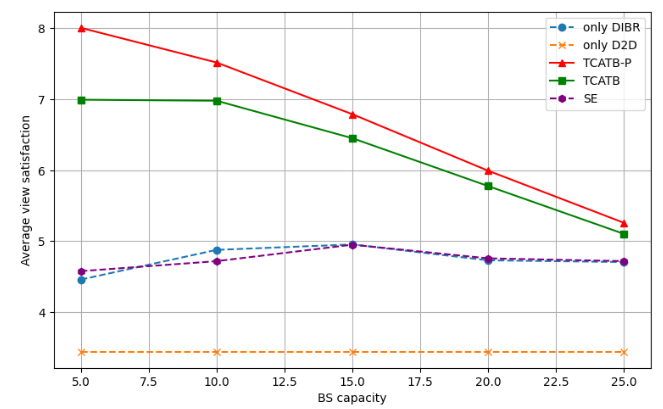 8
7
6
5
4
Average view satisfaction
5.0 7.5 10.0 12.5 15.0 17.5 20.0 22.5 25.0
BS capacity
only DIBR
only D2D
TCATB-P
TCATB
SE